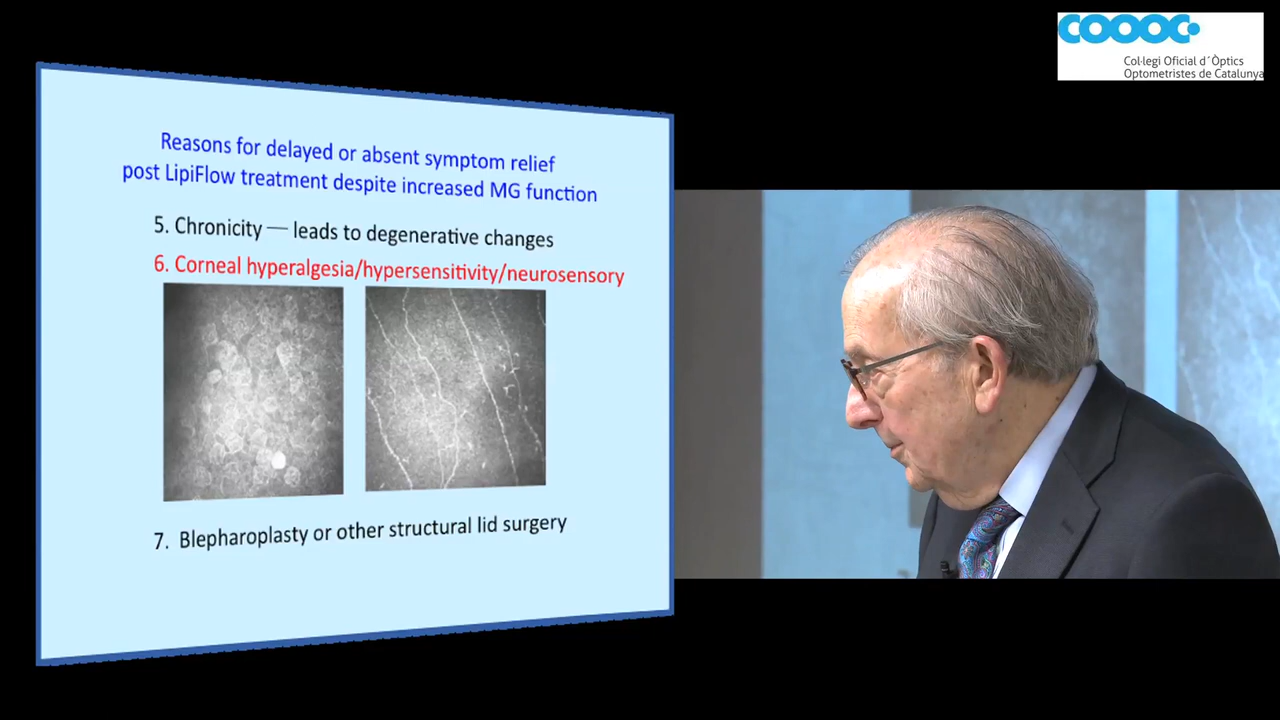 COOOC
Col·legi Oficial d´Òptics
Optometristes de Catalunya
Reasons for delayed or absent symptom relief
post LipiFlow treatment despite increased MG function
5. Chronicity — leads to degenerative changes
6. Corneal hyperalgesia/hypersensitivity/neurosensory
7. Blepharoplasty or other structural lid surgery